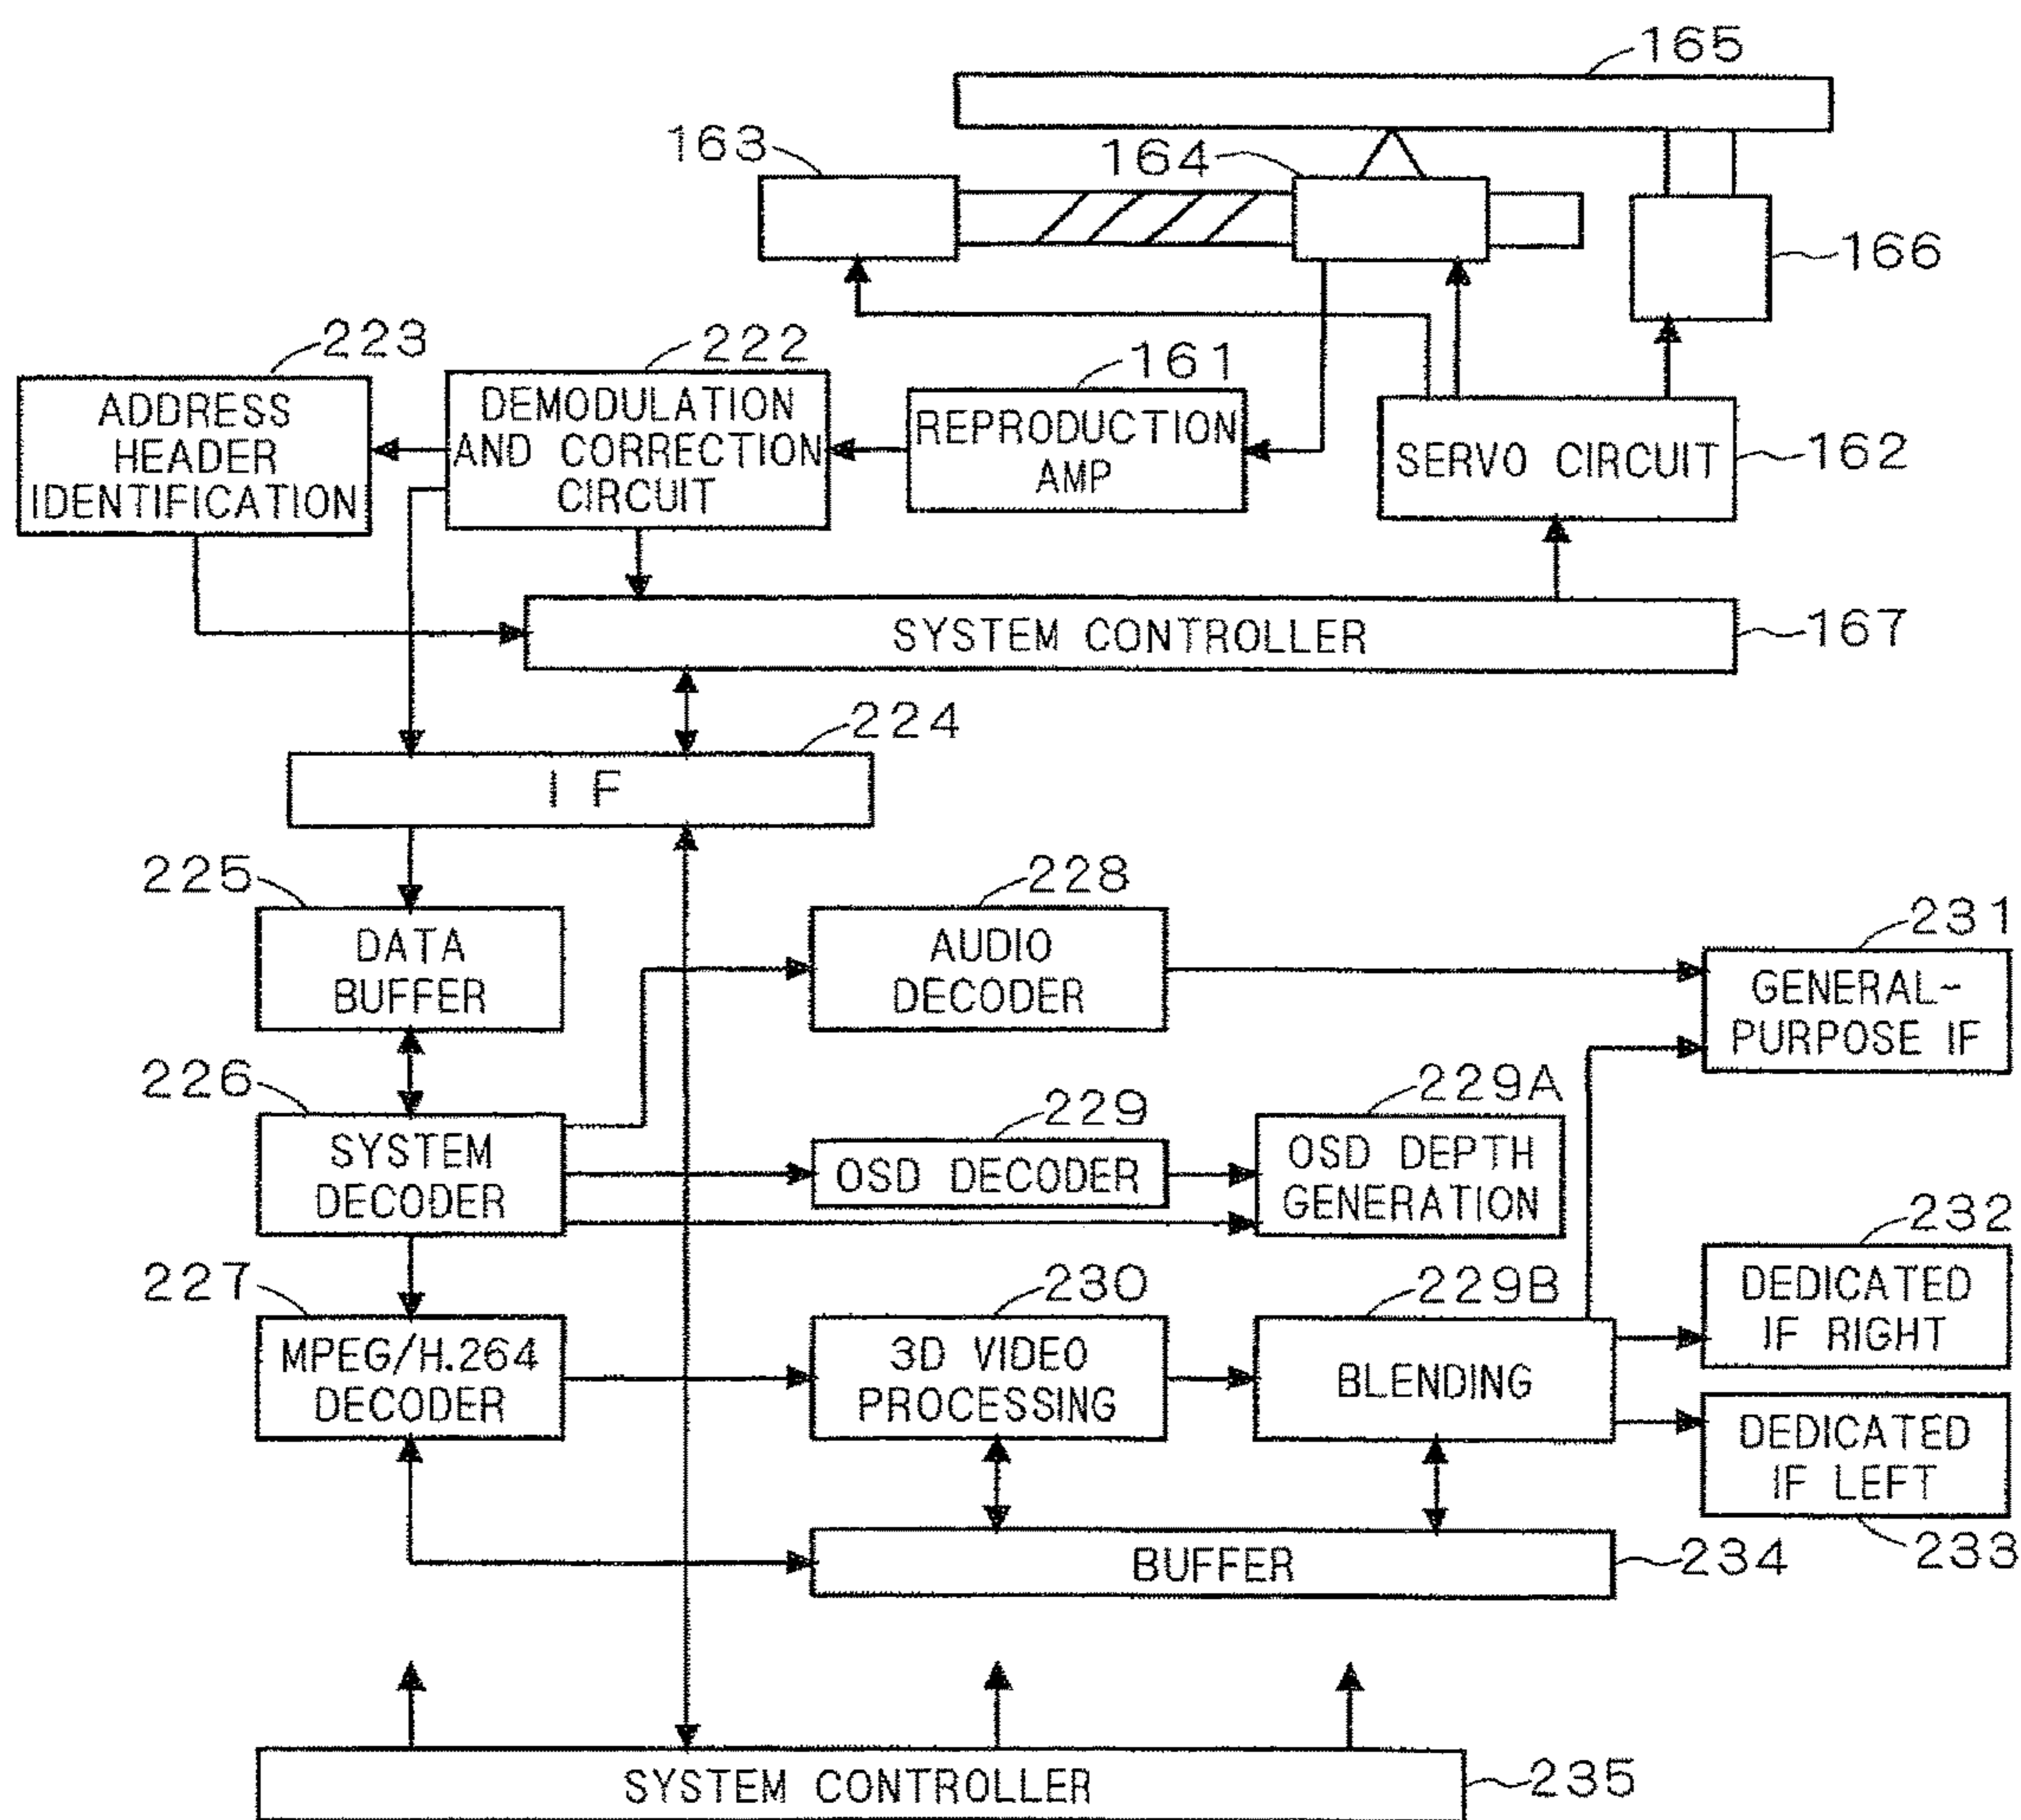 165
163
164
166
223
222
161
ADDRESS
HEADER
IDENTIFICATION
DEMODULATION
AND CORRECTION
CIRCUIT
REPRODUCTION
AMP
SERVO CIRCUIT
162
SYSTEM CONTROLLER
167
224
IF
225
228
231
DATA
BUFFER
AUDIO
DECODER
GENERAL-
PURPOSE IF
226
229
229A
SYSTEM
DECODER
OSD DECODER
OSD DEPTH
GENERATION
232
227
230
229B
DEDICATED
IF RIGHT
MPEG/H.264
DECODER
3D VIDEO
PROCESSING
BLENDING
DEDICATED
IF LEFT
233
BUFFER
234
SYSTEM CONTROLLER
235